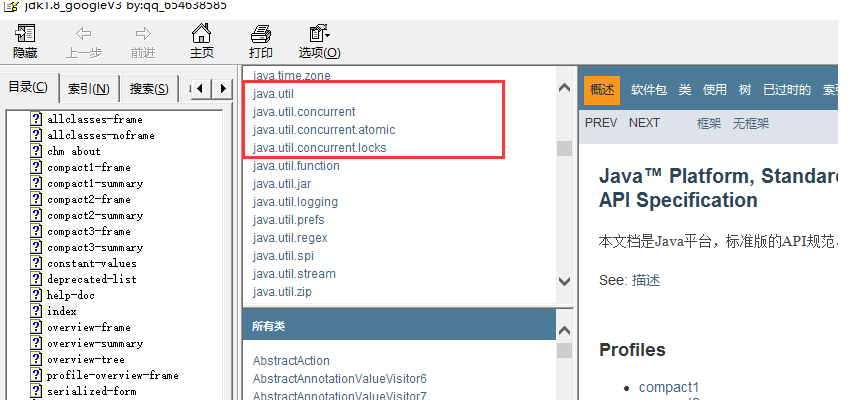 jdk1.8_googleV3 by:qq_654638585
隐藏 上一步 前进 主页 打印 选项(O)
目录(C) 索引(N) 搜索(S)
allclasses-frame
allclasses-noframe
chm about
compact1-frame
compact1-summary
compact2-frame
compact2-summary
compact3-frame
compact3-summary
constant-values
deprecated-list
help-doc
index
overview-frame
overview-summary
overview-tree
profile-overview-frame
serialized-form
java.time.zone
java.util
java.util.concurrent
java.util.concurrent.atomic
java.util.concurrent.locks
java.util.function
java.util.jar
java.util.logging
java.util.prefs
java.util.regex
java.util.spi
java.util.stream
java.util.zip
所有类
AbstractAction
AbstractAnnotationValueVisitor6
AbstractAnnotationValueVisitor7
概述 软件包 类 使用 树 已过时的
PREV NEXT 框架 无框架
Java™ Platform, Standard
API Specification
本文档是Java平台，标准版的API规范
See: 描述
Profiles
compact1